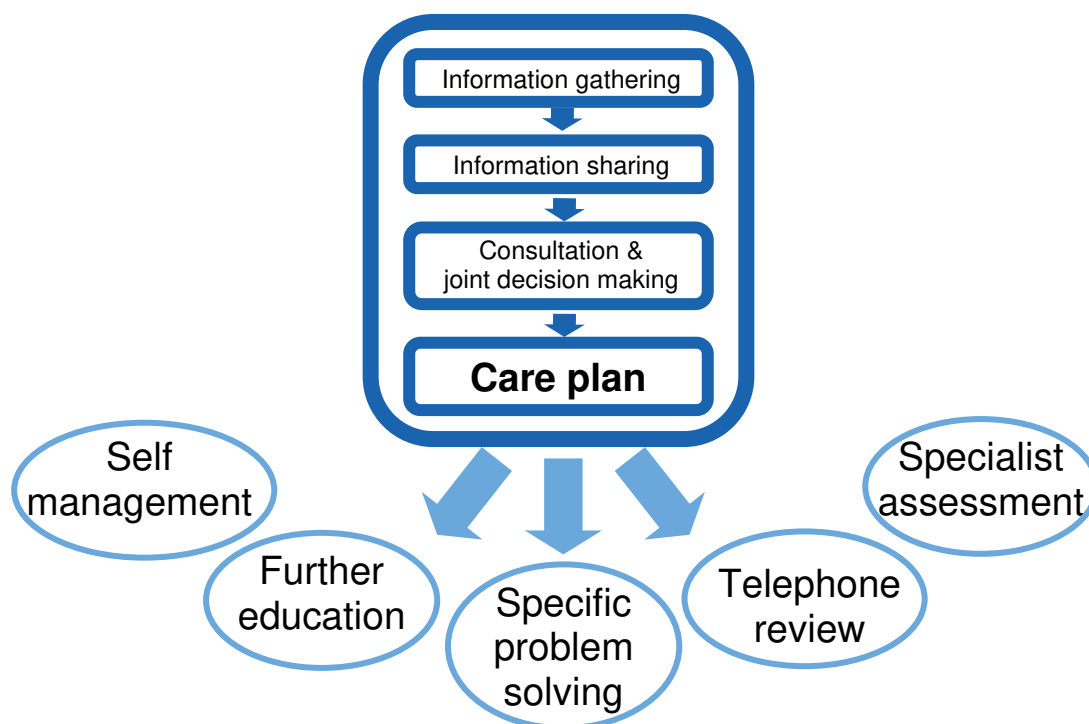 Information gathering
Information sharing
Consultation &
joint decision making
Care plan
Self
management
Further
education
Specific
problem
solving
Telephone
review
Specialist
assessment